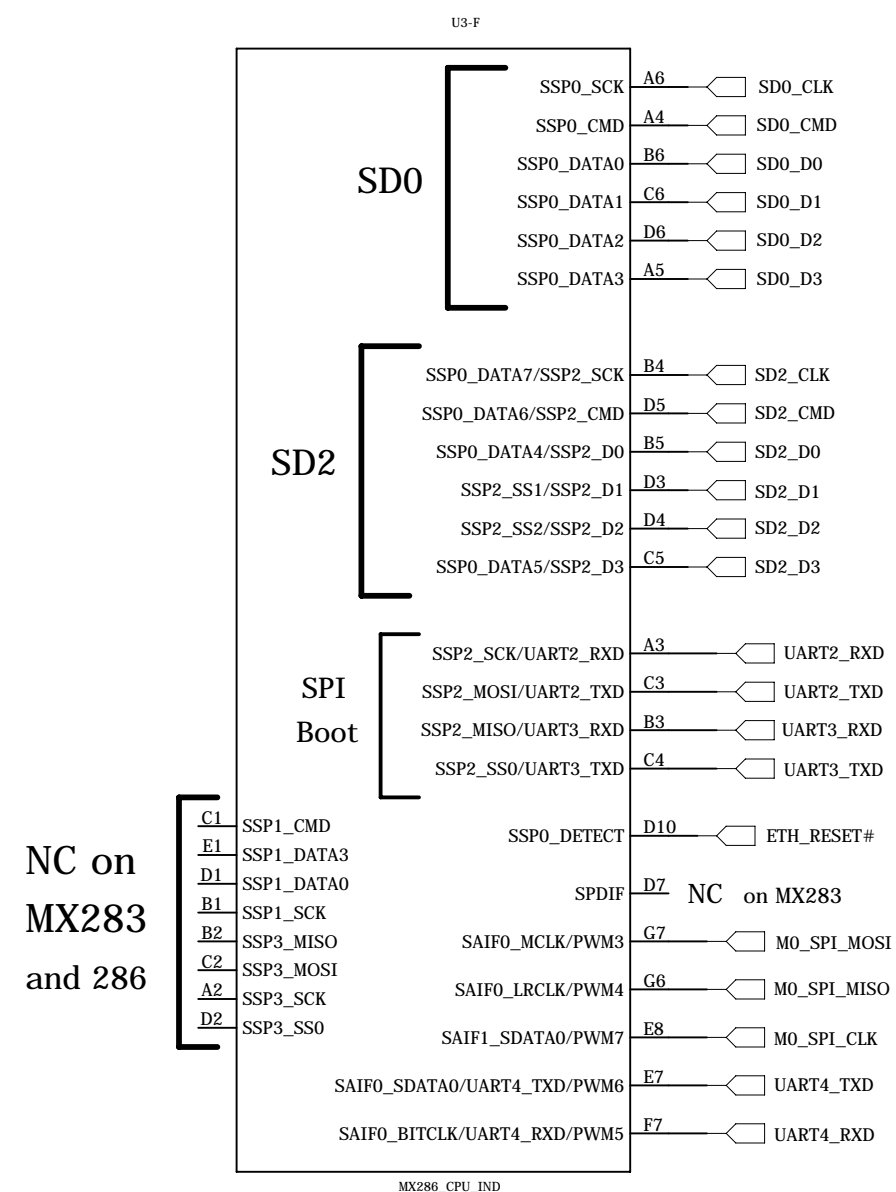 U3-F
SD0
SSP0_SCK A6 SD0_CLK
SSP0_CMD A4 SD0_CMD
SSP0_DATA0 B6 SD0_D0
SSP0_DATA1 C6 SD0_D1
SSP0_DATA2 D6 SD0_D2
SSP0_DATA3 A5 SD0_D3
SD2
SSP0_DATA7/SSP2_SCK B4 SD2_CLK
SSP0_DATA6/SSP2_CMD D5 SD2_CMD
SSP0_DATA4/SSP2_D0 B5 SD2_D0
SSP2_SS1/SSP2_D1 D3 SD2_D1
SSP2_SS2/SSP2_D2 D4 SD2_D2
SSP0_DATA5/SSP2_D3 C5 SD2_D3
SPI
Boot
SSP2_SCK/UART2_RXD A3 UART2_RXD
SSP2_MOSI/UART2_TXD C3 UART2_TXD
SSP2_MISO/UART3_RXD B3 UART3_RXD
SSP2_SS0/UART3_TXD C4 UART3_TXD
NC on
MX283
and 286
C1 SSP1_CMD
E1 SSP1_DATA3
D1 SSP1_DATA0
B1 SSP1_SCK
B2 SSP3_MISO
C2 SSP3_MOSI
A2 SSP3_SCK
D2 SSP3_SS0
SSP0_DETECT D10 ETH_RESET#
SPDIF D7 NC on MX283
SAIF0_MCLK/PWM3 G7 M0_SPI_MOSI
SAIF0_LRCLK/PWM4 G6 M0_SPI_MISO
SAIF1_SDATA0/PWM7 E8 M0_SPI_CLK
SAIF0_SDATA0/UART4_TXD/PWM6 E7 UART4_TXD
SAIF0_BITCLK/UART4_RXD/PWM5 F7 UART4_RXD
MX286_CPU_IND